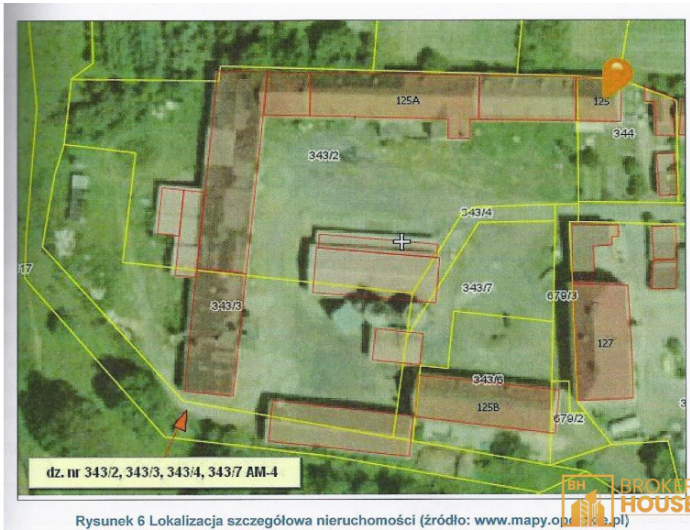 125A
125
344
343/2
343/4
17
343/7
679/3
343/3
127
343/6
125B
679/2
dz. nr 343/2, 343/3, 343/4, 343/7 AM-4
BH
BROKER
HOUSE
Rysunek 6 Lokalizacja szczegółowa nieruchomości (źródło: www.mapy.op